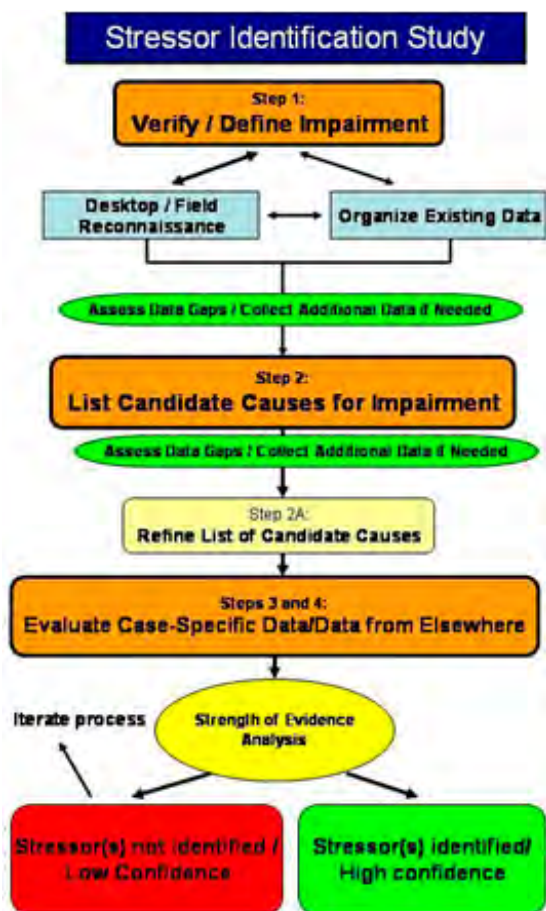 Stressor Identification Study
Step 1:
Verify / Define Impairment
Desktop / Field
Reconnaissance
Organize Existing Data
Assess Data Gaps / Collect Additional Data if Needed
Step 2:
List Candidate Causes for Impairment
Assess Data Gaps / Collect Additional Data if Needed
Step 2A:
Refine List of Candidate Causes
Steps 3 and 4:
Evaluate Case-Specific Data/Data from Elsewhere
Strength of Evidence
Analysis
Iterate process
Stressor(s) not identified /
Low Confidence
Stressor(s) identified/
High confidence